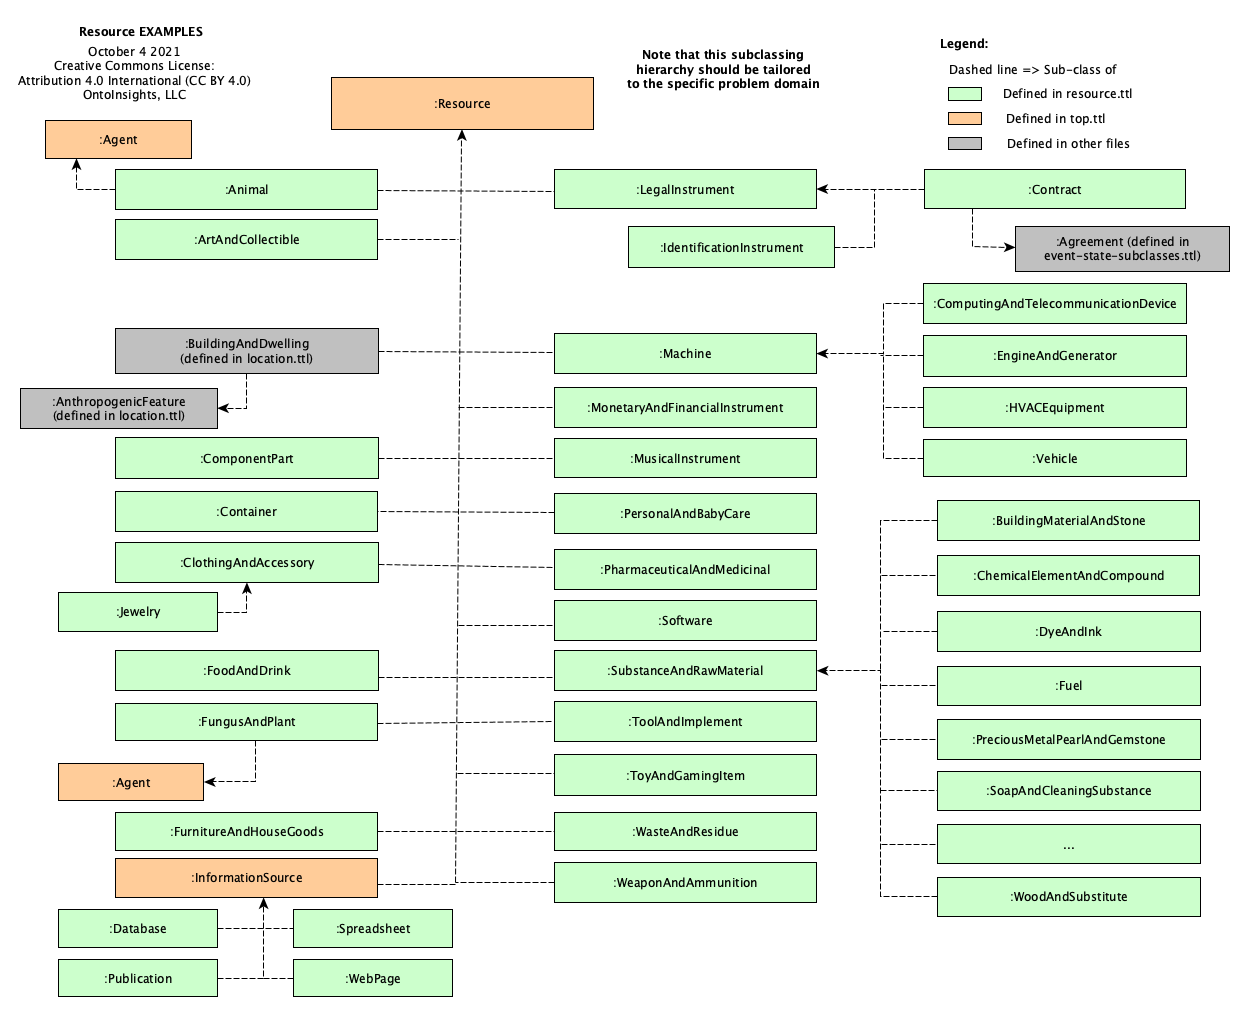 Resource EXAMPLES
October 4 2021
Creative Commons License:
Attribution 4.0 International (CC BY 4.0)
OntoInsights, LLC
Note that this subclassing
hierarchy should be tailored
to the specific problem domain
Legend:
Dashed line => Sub-class of
Defined in resource.ttl
Defined in top.ttl
Defined in other files
:Resource
:Agent
:Animal
:ArtAndCollectible
:BuildingAndDwelling
(defined in location.ttl)
:AnthropogenicFeature
(defined in location.ttl)
:ComponentPart
:Container
:ClothingAndAccessory
:Jewelry
:FoodAndDrink
:FungusAndPlant
:Agent
:FurnitureAndHouseGoods
:InformationSource
:Database
:Spreadsheet
:Publication
:WebPage
:LegalInstrument
:IdentificationInstrument
:Machine
:MonetaryAndFinancialInstrument
:MusicalInstrument
:PersonalAndBabyCare
:PharmaceuticalAndMedicinal
:Software
:SubstanceAndRawMaterial
:ToolAndImplement
:ToyAndGamingItem
:WasteAndResidue
:WeaponAndAmmunition
:Contract
:Agreement (defined in
event-state-subclasses.ttl)
:ComputingAndTelecommunicationDevice
:EngineAndGenerator
:HVACEquipment
:Vehicle
:BuildingMaterialAndStone
:ChemicalElementAndCompound
:DyeAndInk
:Fuel
:PreciousMetalPearlAndGemstone
:SoapAndCleaningSubstance
...
:WoodAndSubstitute